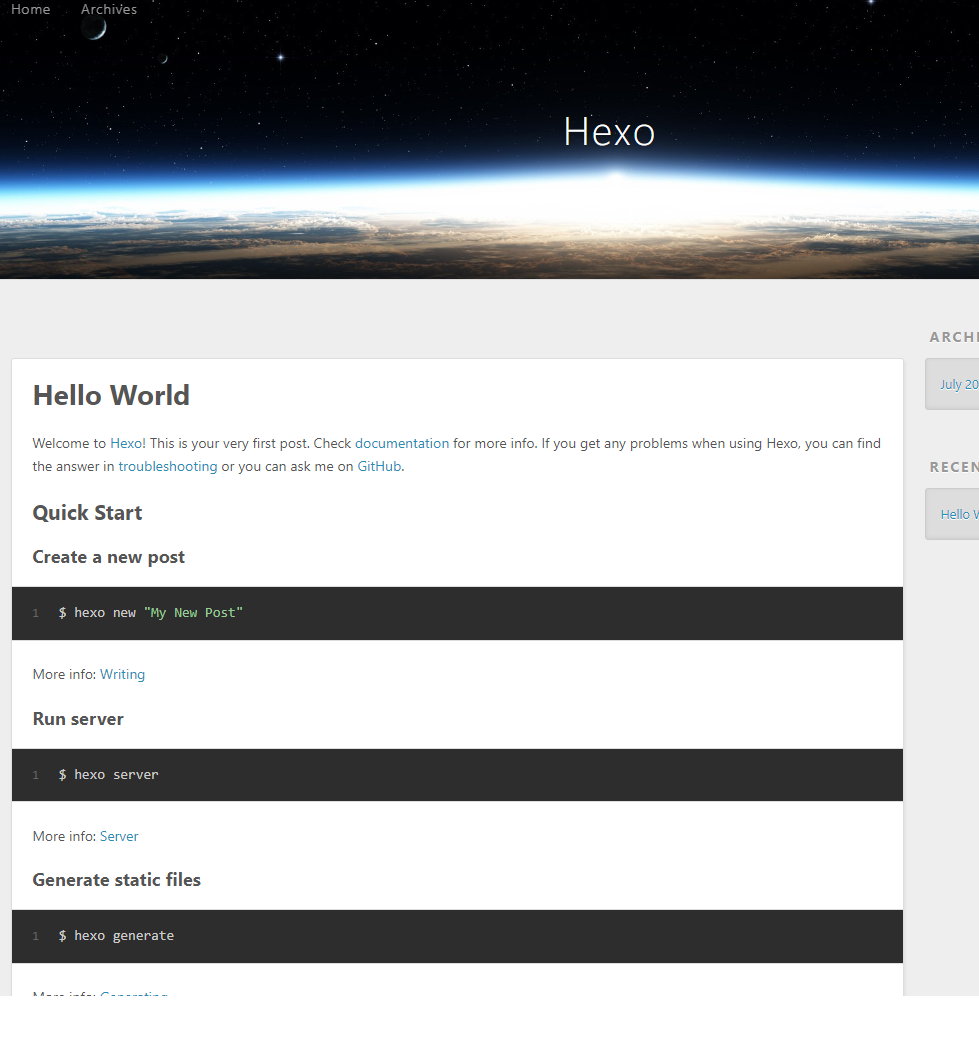 Home Archives
Hexo
ARCHI
July 20
RECEN
Hello W
Hello World
Welcome to Hexo! This is your very first post. Check documentation for more info. If you get any problems when using Hexo, you can find
the answer in troubleshooting or you can ask me on GitHub.
Quick Start
Create a new post
1 $ hexo new "My New Post"
More info: Writing
Run server
1 $ hexo server
More info: Server
Generate static files
1 $ hexo generate
More info: Generating